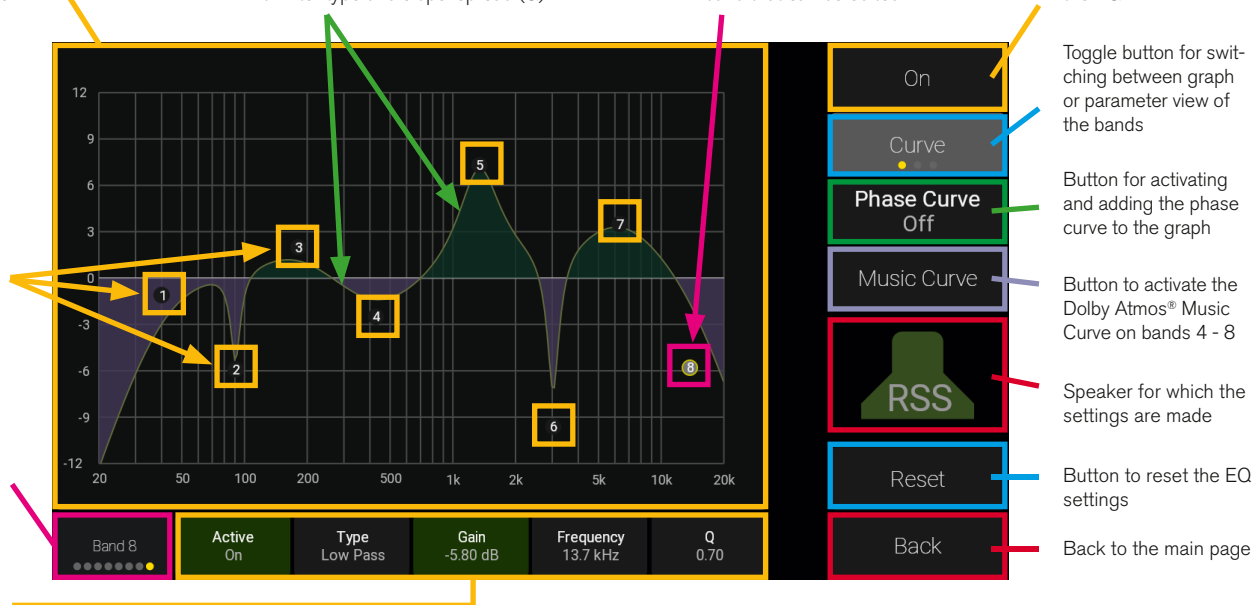 On
Toggle button for swit-
ching between graph
or parameter view of
the bands
Curve
Phase Curve
Off
Button for activating
and adding the phase
curve to the graph
Music Curve
Button to activate the
Dolby Atmos® Music
Curve on bands 4 - 8
RSS
Speaker for which the
settings are made
Reset
Button to reset the EQ
settings
Back
Back to the main page
12
9
6
3
0
-3
-6
-9
-12
20
50
100
200
500
1k
2k
5k
10k
20k
1
2
3
4
5
6
7
8
Band 8
Active
On
Type
Low Pass
Gain
-5.80 dB
Frequency
13.7 kHz
Q
0.70